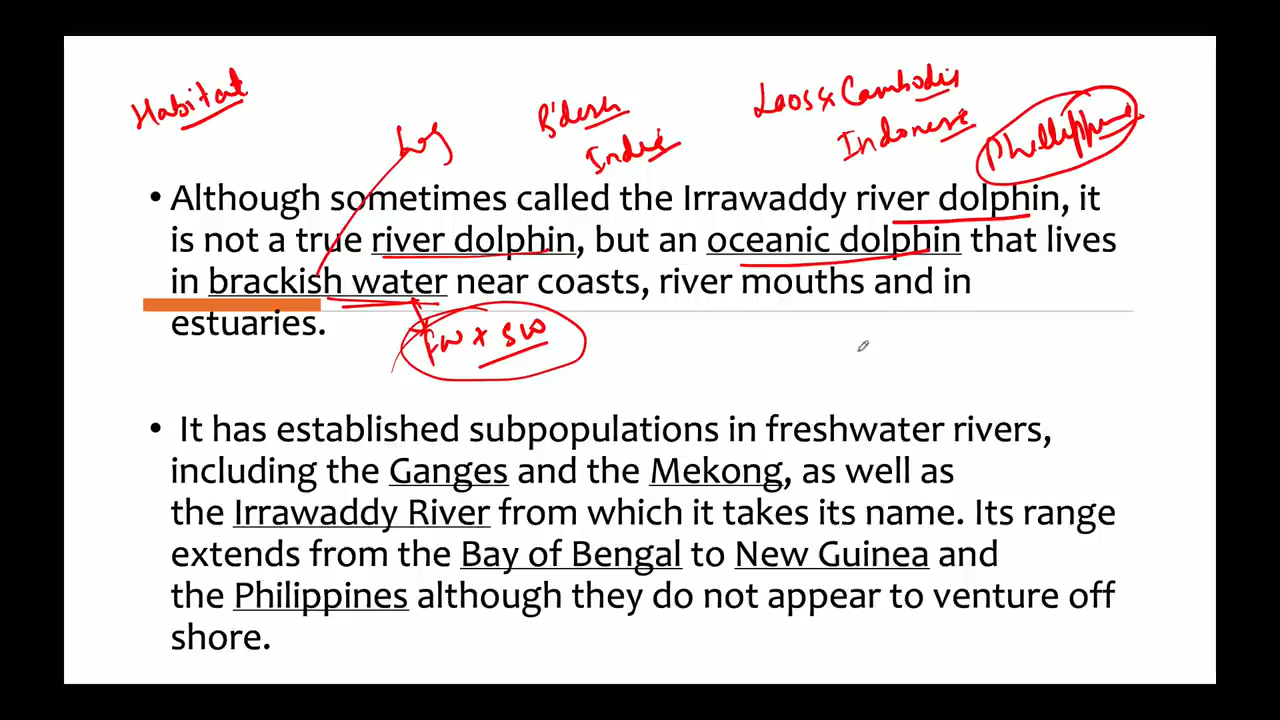 Habitat
B'desh
India
Laos & Cambodia
Indonesia
Phillippines
• Although sometimes called the Irrawaddy river dolphin, it
is not a true river dolphin, but an oceanic dolphin that lives
in brackish water near coasts, river mouths and in
estuaries.
FW x SW
• It has established subpopulations in freshwater rivers,
including the Ganges and the Mekong, as well as
the Irrawaddy River from which it takes its name. Its range
extends from the Bay of Bengal to New Guinea and
the Philippines although they do not appear to venture off
shore.